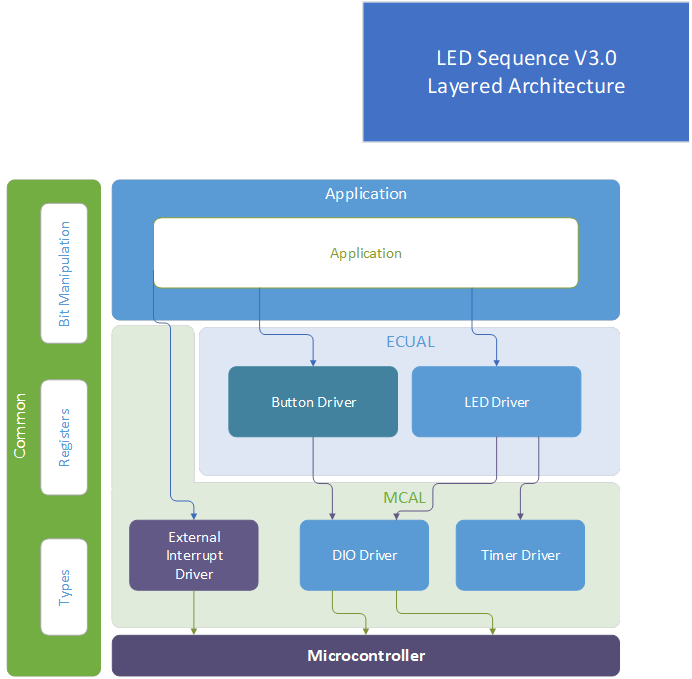 LED Sequence V3.0
Layered Architecture
Application
Application
Common
Bit Manipulation
Registers
Types
ECUAL
Button Driver
LED Driver
MCAL
External
Interrupt
Driver
DIO Driver
Timer Driver
Microcontroller